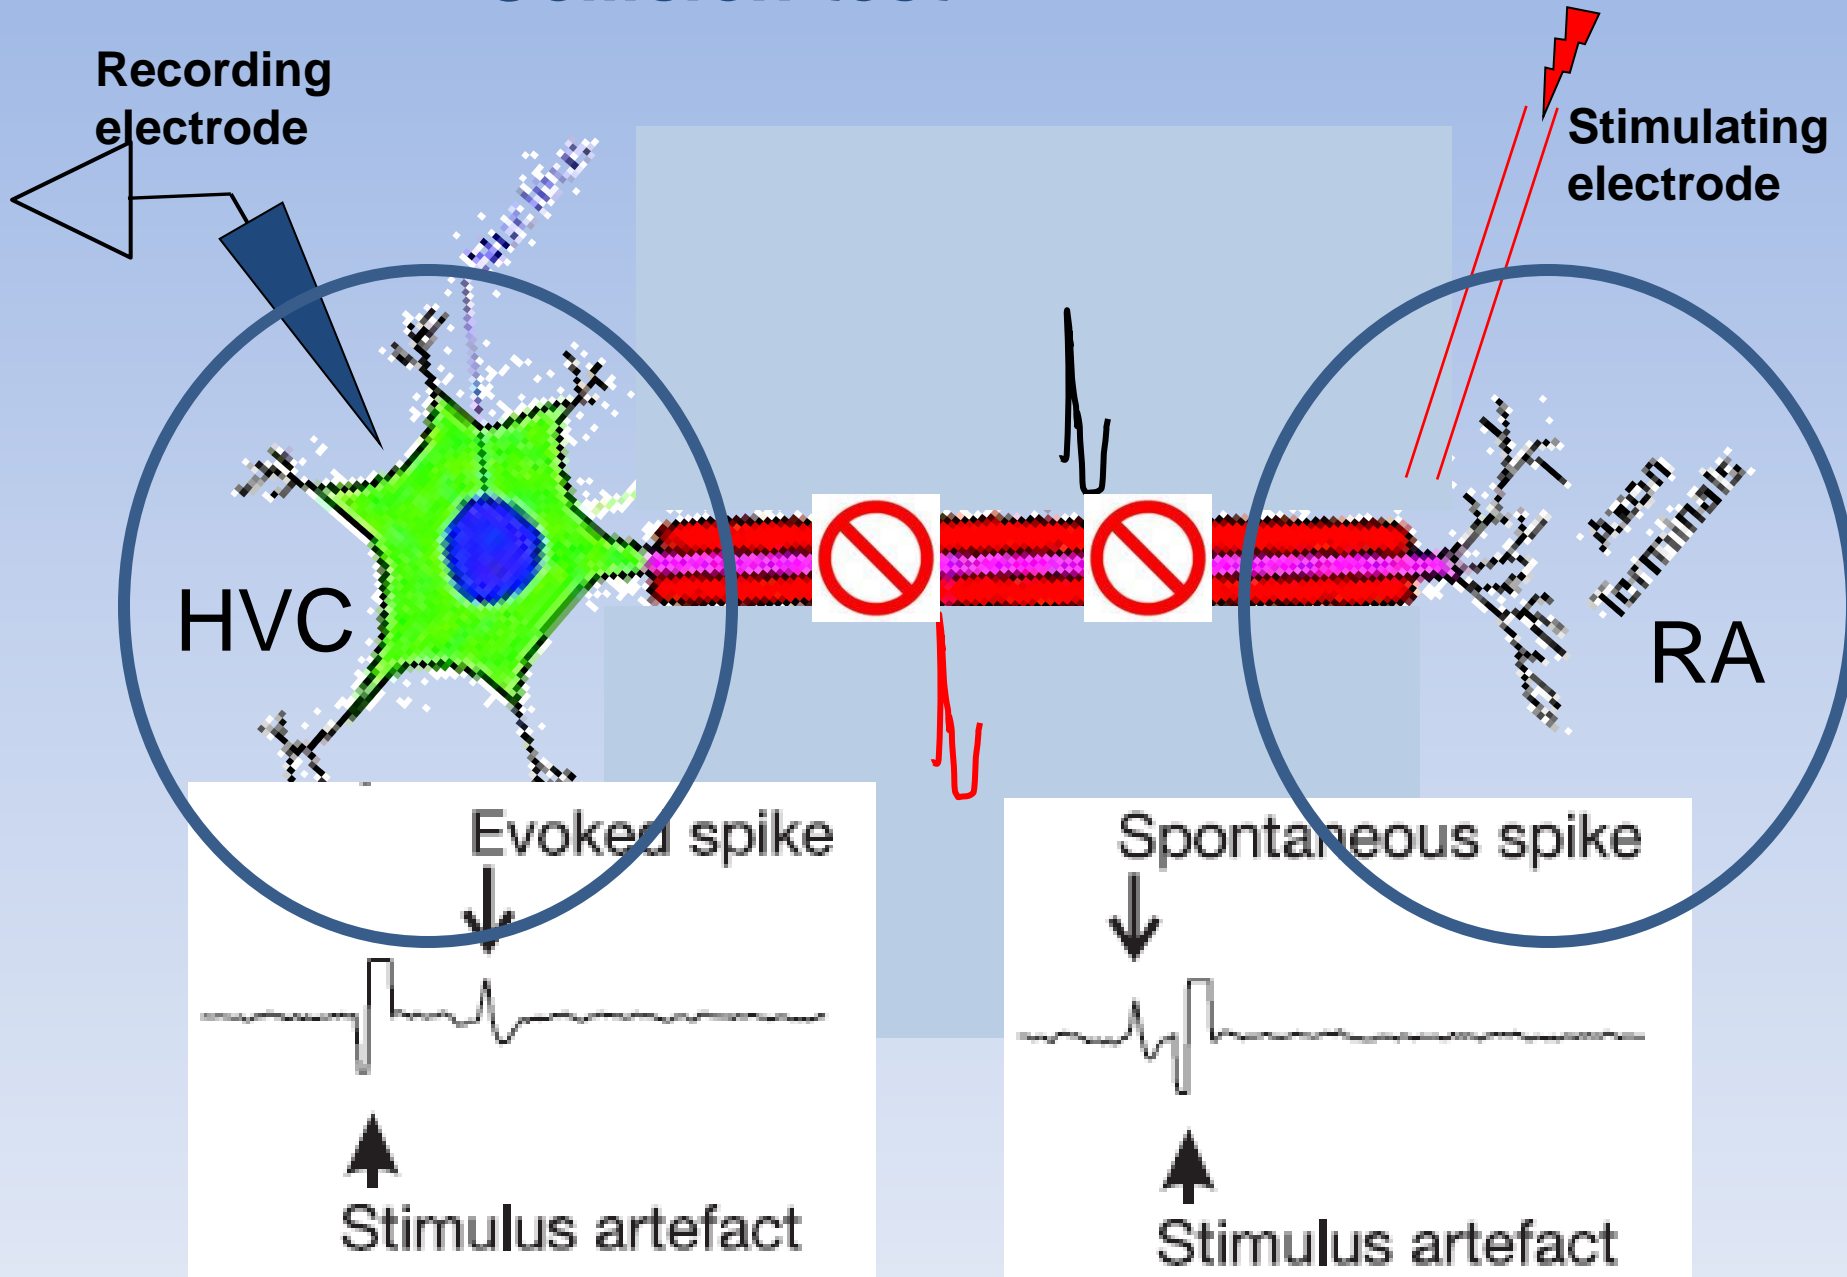 Recording
electrode
Stimulating
electrode
HVC
Axon
Terminals
RA
Evoked spike
Stimulus artefact
Spontaneous spike
Stimulus artefact